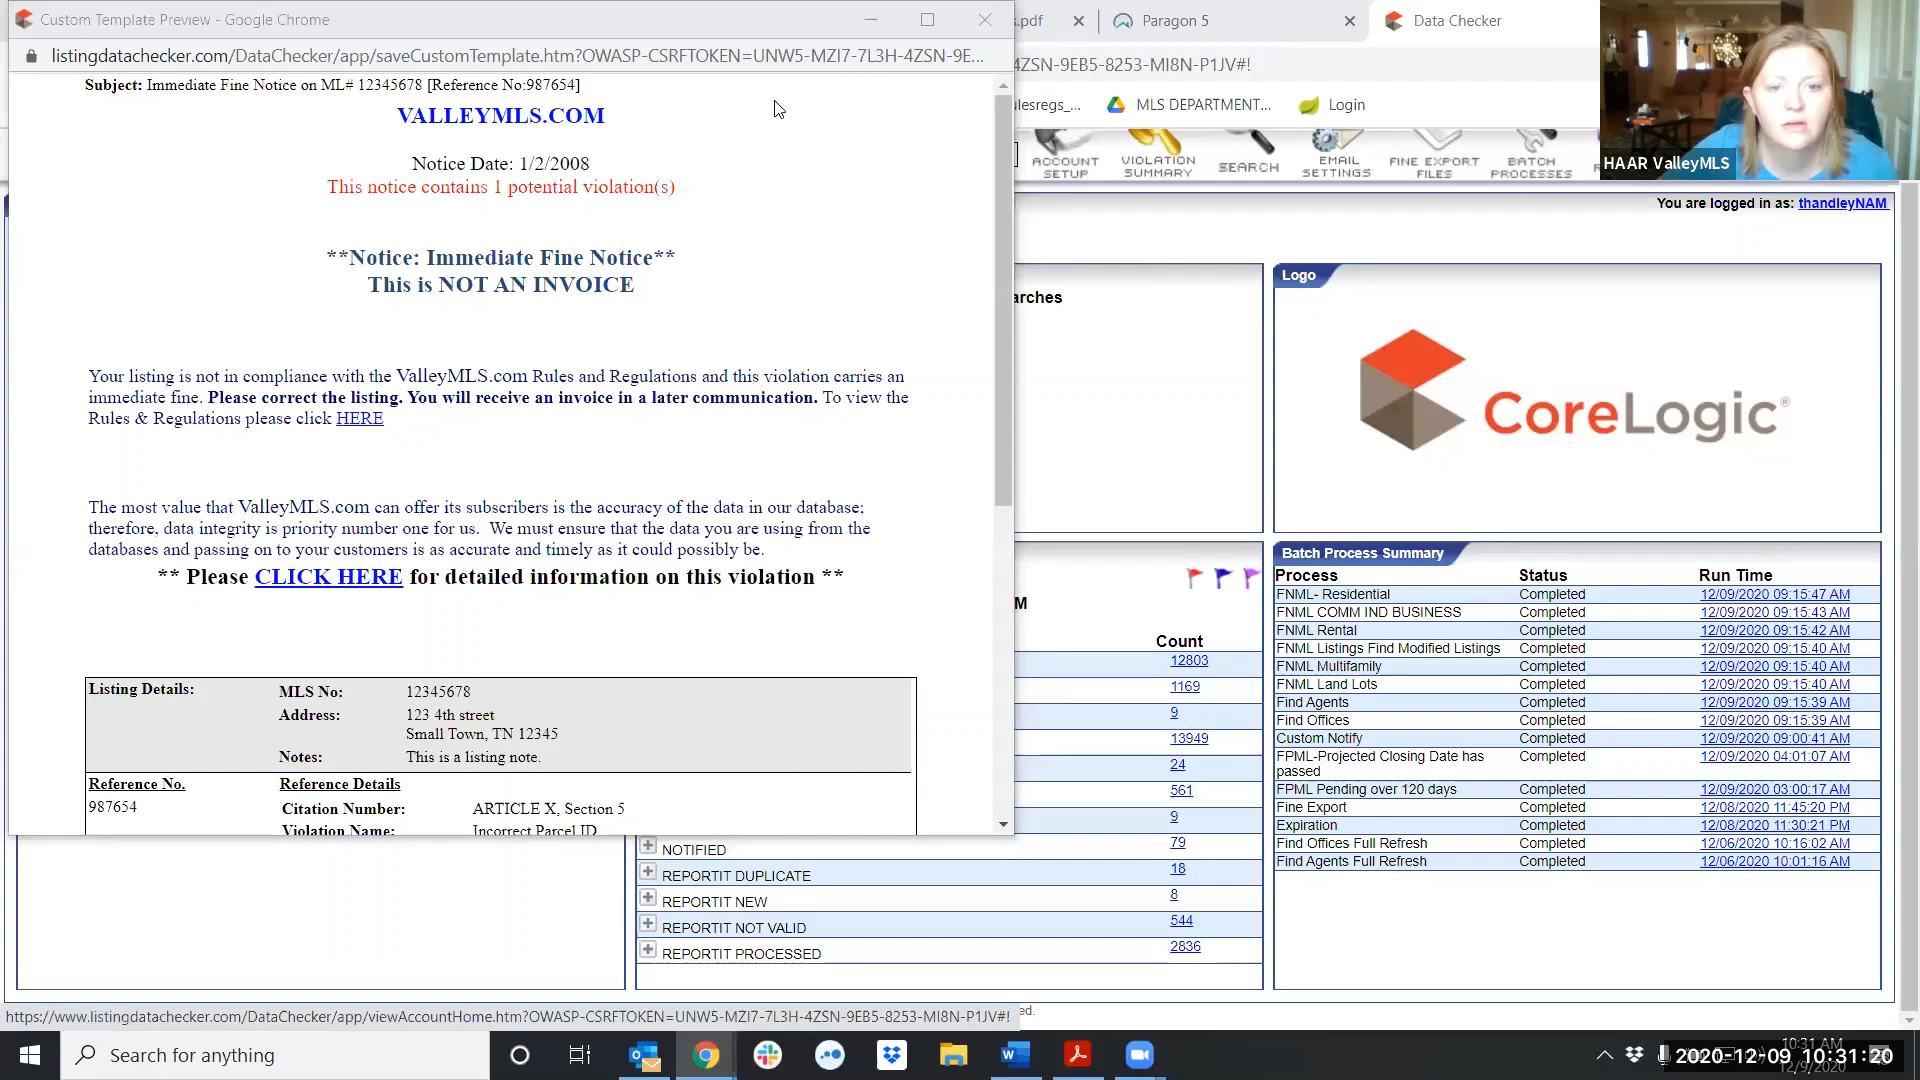 Custom Template Preview - Google Chrome
listingdatachecker.com/DataChecker/app/saveCustomTemplate.htm?OWASP-CSRFTOKEN=UNW5-MZI7-7L3H-4ZSN-9E...
Subject: Immediate Fine Notice on ML# 12345678 [Reference No:987654]
VALLEYMLS.COM
Notice Date: 1/2/2008
This notice contains 1 potential violation(s)
**Notice: Immediate Fine Notice**
This is NOT AN INVOICE
Your listing is not in compliance with the ValleyMLS.com Rules and Regulations and this violation carries an
immediate fine. Please correct the listing. You will receive an invoice in a later communication. To view the
Rules & Regulations please click HERE
The most value that ValleyMLS.com can offer its subscribers is the accuracy of the data in our database;
therefore, data integrity is priority number one for us. We must ensure that the data you are using from the
databases and passing on to your customers is as accurate and timely as it could possibly be.
** Please CLICK HERE for detailed information on this violation **
Listing Details:
MLS No: 12345678
Address: 123 4th street
Small Town, TN 12345
Notes: This is a listing note.
Reference No. Reference Details
987654
Citation Number: ARTICLE X, Section 5
Violation Name: Incorrect Parcel ID
s.pdf
Paragon 5
Data Checker
4ZSN-9EB5-8253-MI8N-P1JV#!
ulesregs_...
MLS DEPARTMENT...
Login
ACCOUNT SETUP
VIOLATION SUMMARY
SEARCH
EMAIL SETTINGS
FINE EXPORT FILES
BATCH PROCESSES
HAAR ValleyMLS
You are logged in as: thandleyNAM
arches
Logo
CoreLogic®
M
Count
12803
1169
9
13949
24
561
9
NOTIFIED 79
REPORTIT DUPLICATE 18
REPORTIT NEW 8
REPORTIT NOT VALID 544
REPORTIT PROCESSED 2836
Batch Process Summary
Process Status Run Time
FNML- Residential Completed 12/09/2020 09:15:47 AM
FNML COMM IND BUSINESS Completed 12/09/2020 09:15:43 AM
FNML Rental Completed 12/09/2020 09:15:42 AM
FNML Listings Find Modified Listings Completed 12/09/2020 09:15:40 AM
FNML Multifamily Completed 12/09/2020 09:15:40 AM
FNML Land Lots Completed 12/09/2020 09:15:40 AM
Find Agents Completed 12/09/2020 09:15:39 AM
Find Offices Completed 12/09/2020 09:15:39 AM
Custom Notify Completed 12/09/2020 09:00:41 AM
FPML-Projected Closing Date has
passed Completed 12/09/2020 04:01:07 AM
FPML Pending over 120 days Completed 12/09/2020 03:00:17 AM
Fine Export Completed 12/08/2020 11:45:20 PM
Expiration Completed 12/08/2020 11:30:21 PM
Find Offices Full Refresh Completed 12/06/2020 10:16:02 AM
Find Agents Full Refresh Completed 12/06/2020 10:01:16 AM
https://www.listingdatachecker.com/DataChecker/app/viewAccountHome.htm?OWASP-CSRFTOKEN=UNW5-MZI7-7L3H-4ZSN-9EB5-8253-MI8N-P1JV#!
ed.
Search for anything
10:31 AM
2020-12-09 10:31:20
12/9/2020